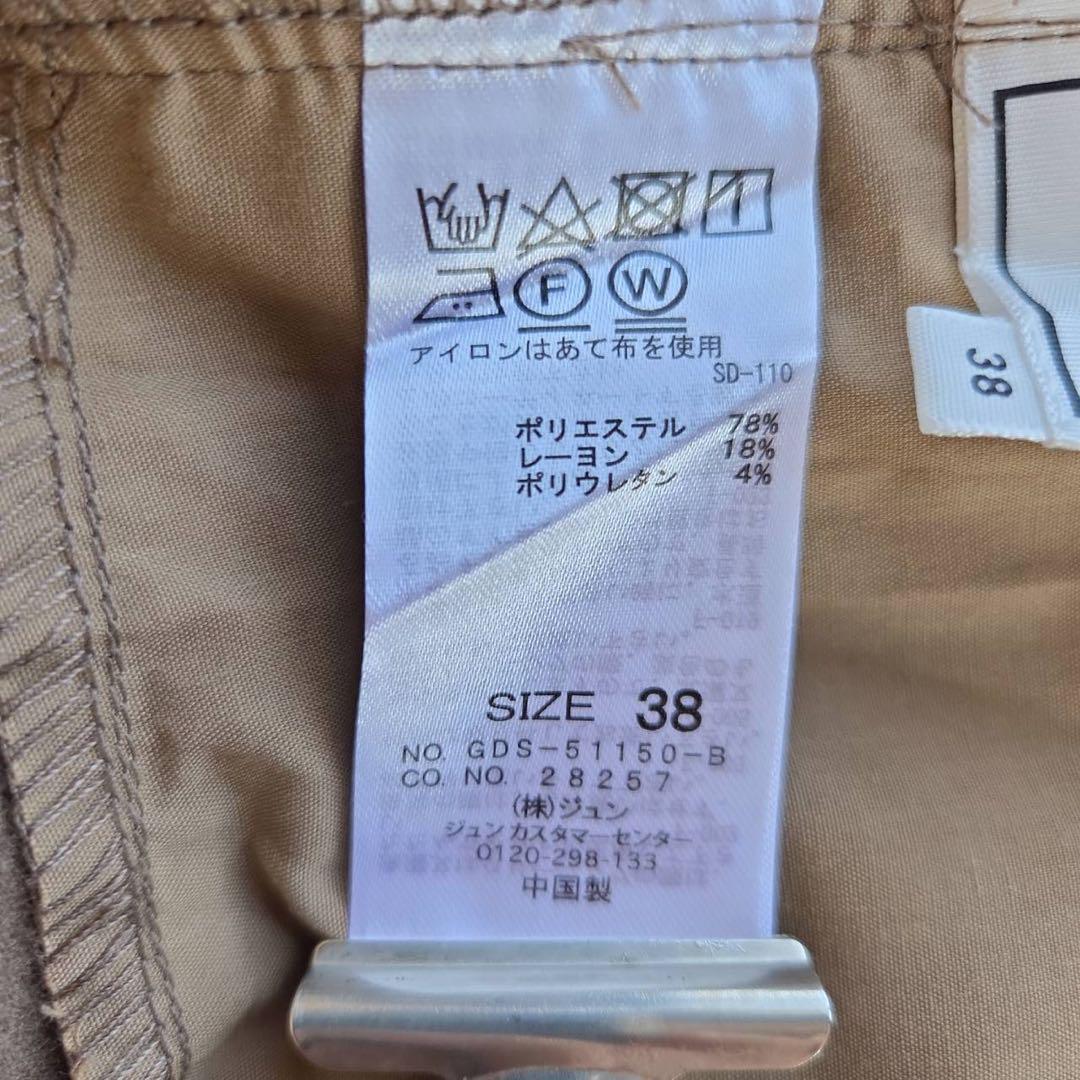 F W
アイロンはあて布を使用
SD-110
ポリエステル 78%
レーヨン 18%
ポリウレタン 4%
SIZE 38
NO. GDS-51150-B
CO. NO. 28257
(株)ジュン
ジュンカスタマーセンター
0120-298-133
中国製
38